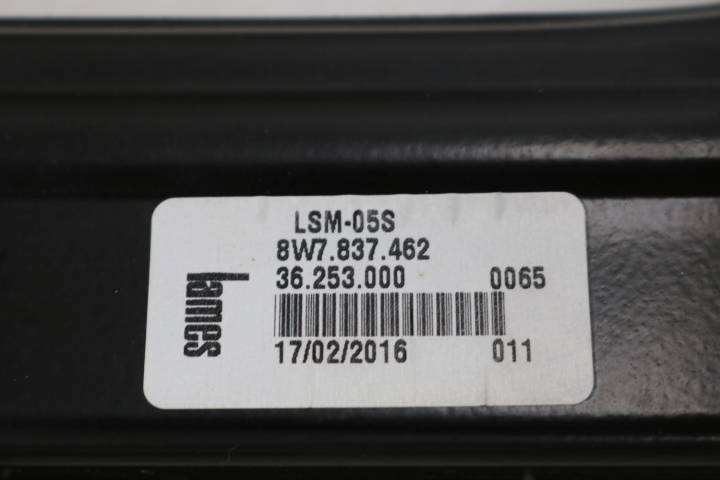 LSM-05S
8W7.837.462
36.253.000 0065
17/02/2016 011
Lames